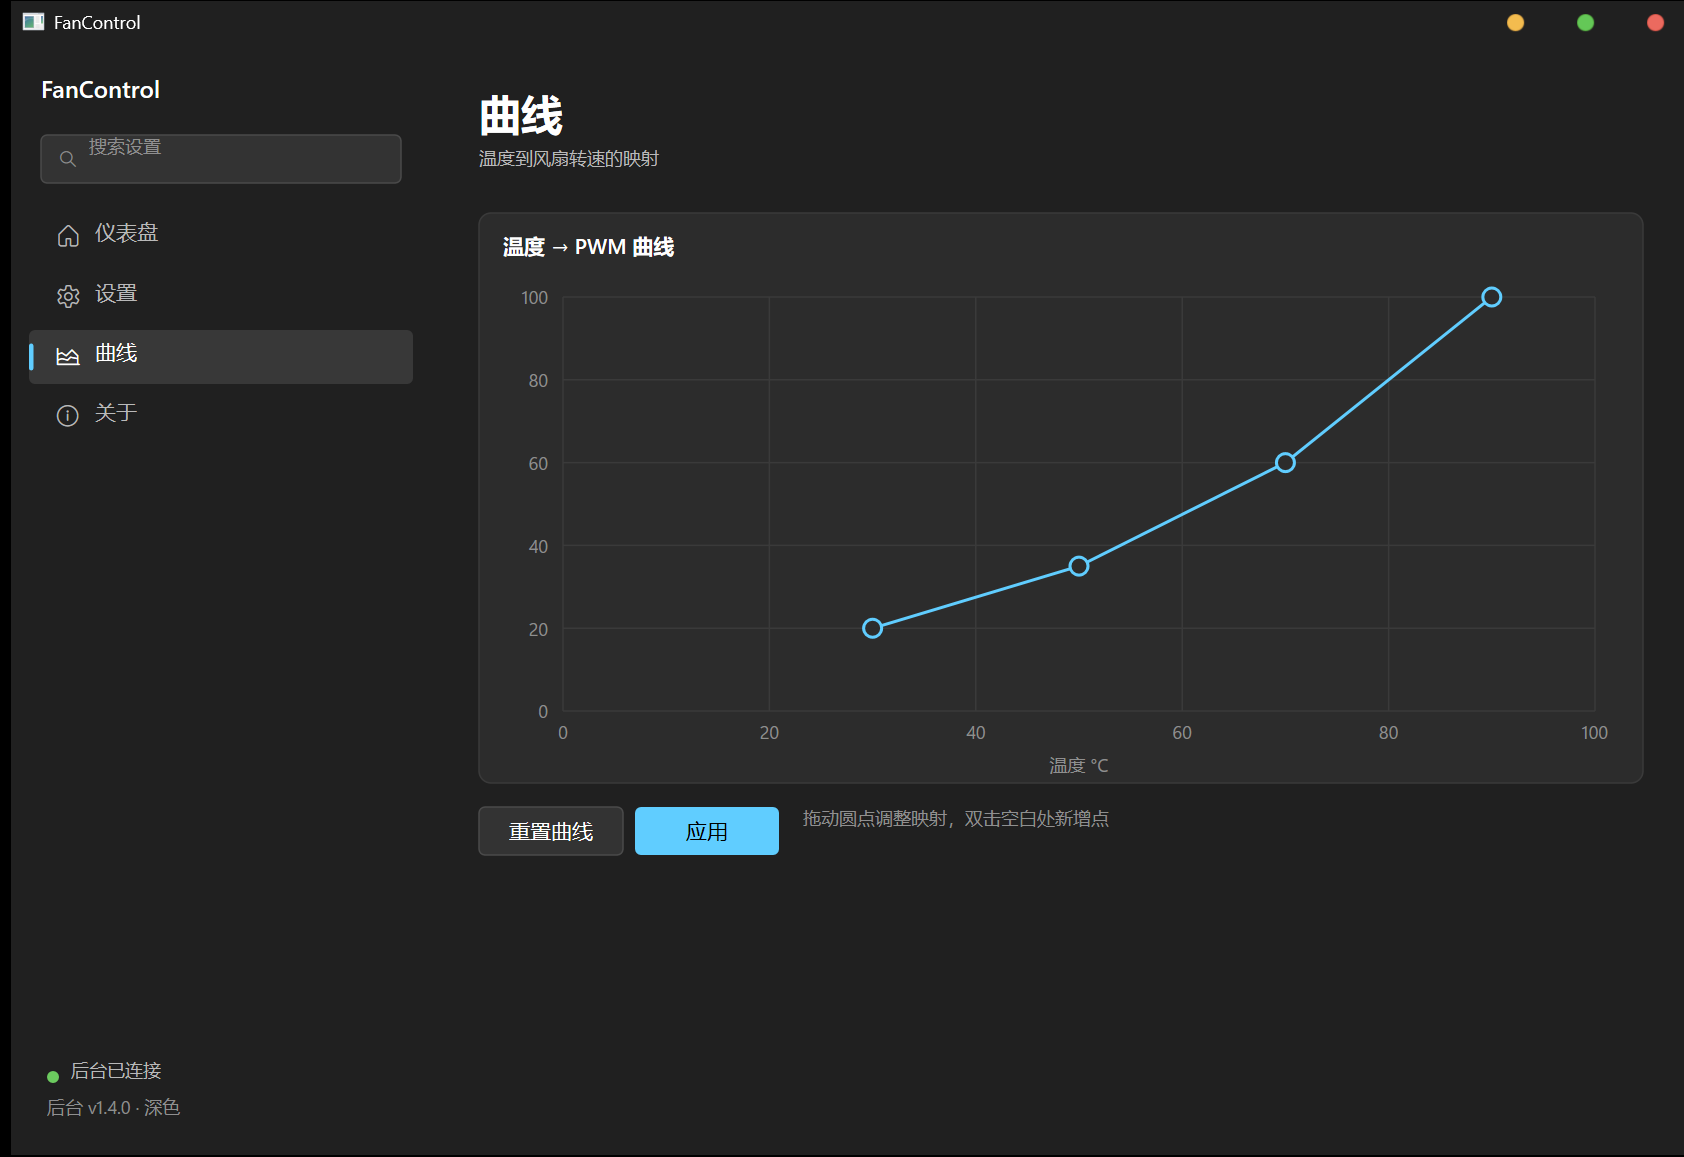 FanControl
FanControl
搜索设置
仪表盘
设置
曲线
关于
后台已连接
后台 v1.4.0 · 深色
曲线
温度到风扇转速的映射
温度 → PWM 曲线
100
80
60
40
20
0
0 20 40 60 80 100
温度 °C
重置曲线 应用 拖动圆点调整映射，双击空白处新增点